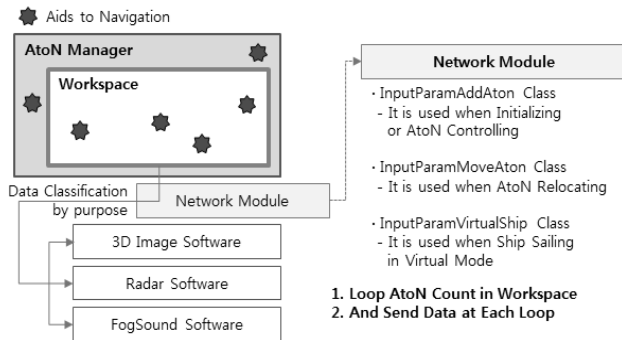 Aids to Navigation
AtoN Manager
Workspace
Data Classification
by purpose
Network Module
3D Image Software
Radar Software
FogSound Software
Network Module
· InputParamAddAton Class
- It is used when Initializing
or AtoN Controlling
· InputParamMoveAton Class
- It is used when AtoN Relocating
· InputParamVirtualShip Class
- It is used when Ship Sailing
in Virtual Mode
1. Loop AtoN Count in Workspace
2. And Send Data at Each Loop